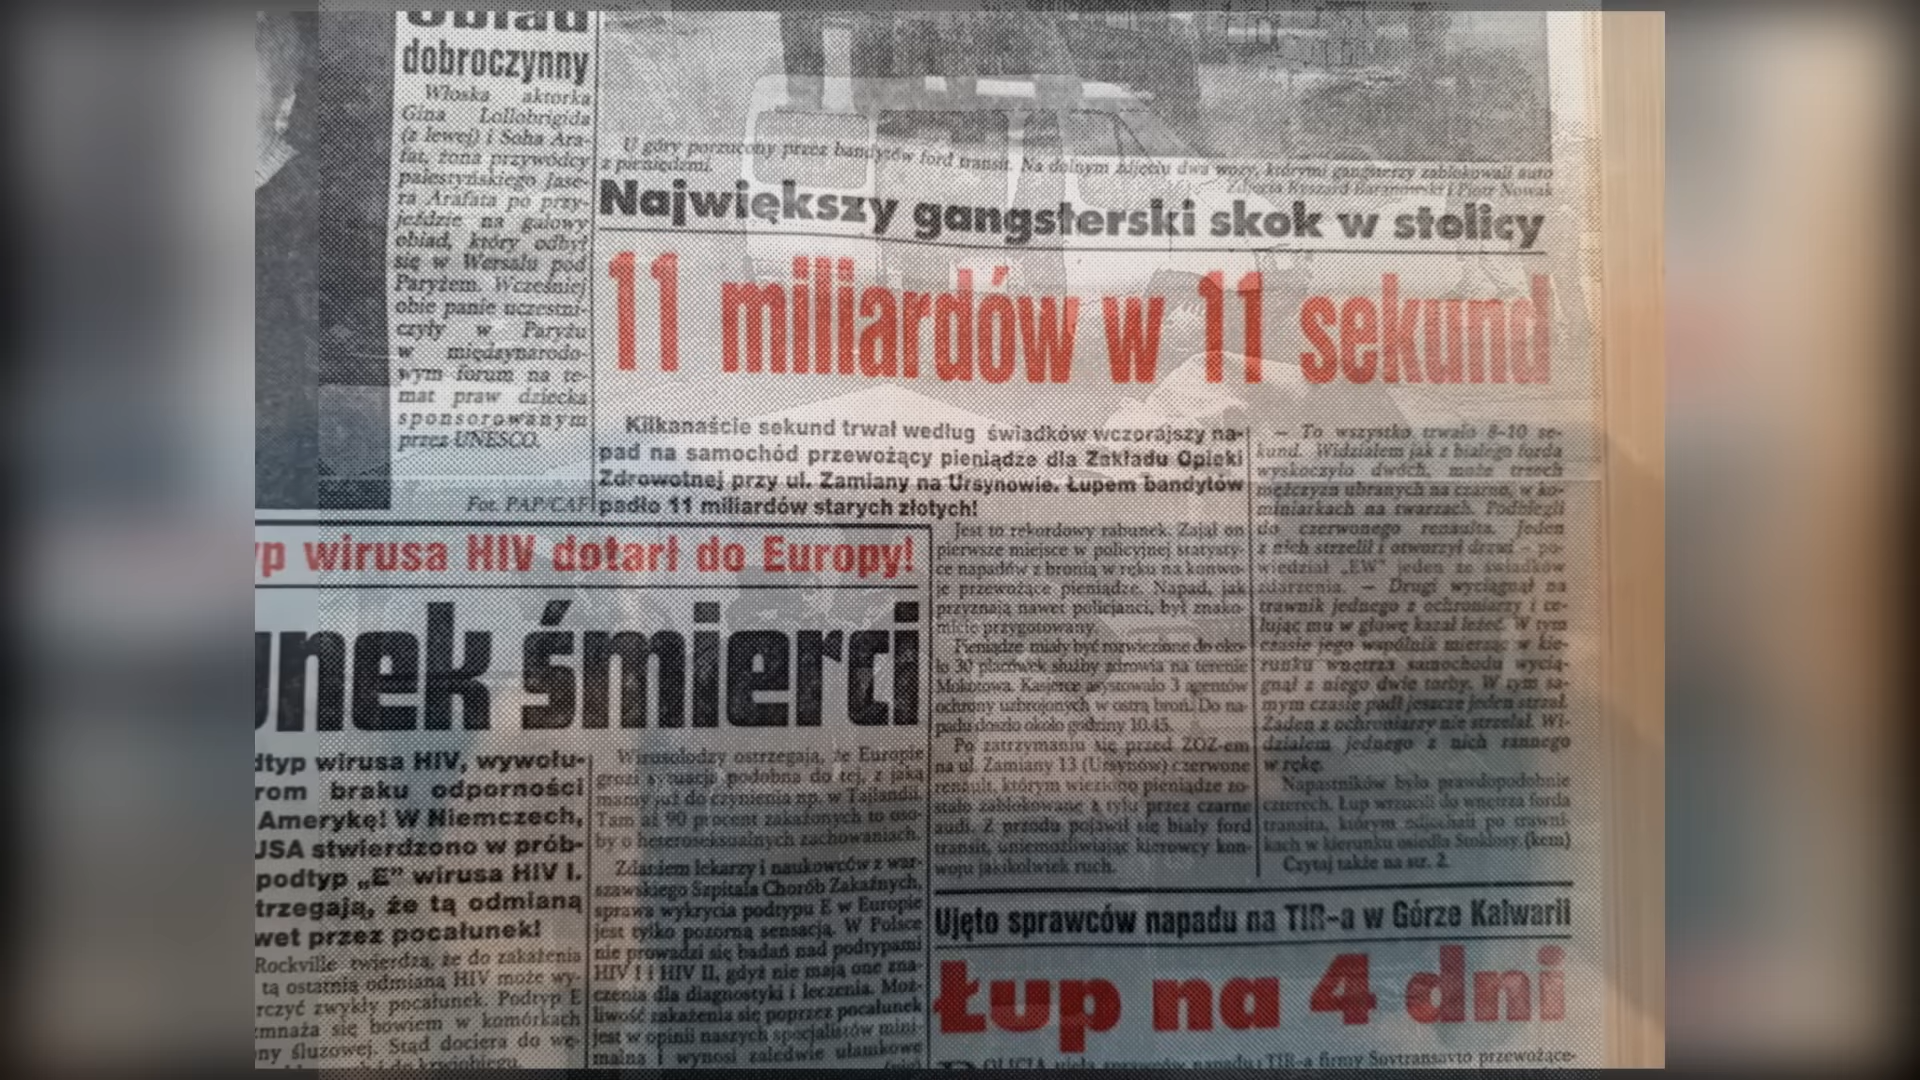 Obiad
dobroczynny
Włoska aktorka
Gina Lollobrigida
(z lewej) i Soha Ara-
fat, żona przywódcy
palestyńskiego Jase-
ra Arafata po przy-
jeździe na galowy
obiad, który odbył
się w Wersalu pod
Paryżem. Wcześniej
obie panie uczestni-
czyły w Paryżu
w międzynarodo-
wym forum na te-
mat praw dziecka
sponsorowanym
przez UNESCO.
Fot. PAP/CAF
U góry porzucony przez bandytów ford transit. Na dolnym zdjęciu dwa wozy, którymi gangsterzy zablokowali auto
z pieniędzmi.
Zdjęcia Ryszard Baranowski i Piotr Nowak
Największy gangsterski skok w stolicy
11 miliardów w 11 sekund
Kilkanaście sekund trwał według świadków wczorajszy na-
pad na samochód przewożący pieniądze dla Zakładu Opieki
Zdrowotnej przy ul. Zamiany na Ursynowie. Łupem bandytów
padło 11 miliardów starych złotych!
Jest to rekordowy rabunek. Zajął on
pierwsze miejsce w policyjnej statysty-
ce napadów z bronią w ręku na konwo-
je przewożące pieniądze. Napad, jak
przyznają nawet policjanci, był znako-
micie przygotowany.
Pieniądze miały być rozwiezione do oko-
ło 30 placówek służby zdrowia na terenie
Mokotowa. Kasjerce asystowało 3 agentów
ochrony uzbrojonych w ostrą broń. Do na-
padu doszło około godziny 10.45.
Po zatrzymaniu się przed ZOZ-em
na ul. Zamiany 13 (Ursynów) czerwone
renault, którym wieziono pieniądze zo-
stało zablokowane z tyłu przez czarne
audi. Z przodu pojawił się biały ford
transit, uniemożliwiając kierowcy kon-
woju jakikolwiek ruch.
– To wszystko trwało 8-10 se-
kund. Widziałem jak z białego forda
wyskoczyło dwóch, może trzech
mężczyzn ubranych na czarno, w ko-
miniarkach na twarzach. Podbiegli
do czerwonego renaulta. Jeden
z nich strzelił i otworzył drzwi – po-
wiedział „EW" jeden ze świadków
zdarzenia. – Drugi wyciągnął na
trawnik jednego z ochroniarzy i ce-
lując mu w głowę kazał leżeć. W tym
czasie jego wspólnik mierząc w kie-
runku wnętrza samochodu wycią-
gnął z niego dwie torby. W tym sa-
mym czasie padł jeszcze jeden strzał.
Żaden z ochroniarzy nie strzelał. Wi-
działem jednego z nich rannego
w rękę.
Napastników było prawdopodobnie
czterech. Łup wrzucili do wnętrza forda
transita, którym odjechali po trawni-
kach w kierunku osiedla Stokłosy. (kem)
Czytaj także na str. 2.
yp wirusa HIV dotarł do Europy!
unek śmierci
dtyp wirusa HIV, wywołu-
rom braku odporności
Amerykę! W Niemczech,
USA stwierdzono w prób-
podtyp „E" wirusa HIV I.
trzegają, że tą odmianą
wet przez pocałunek!
Rockville twierdzą, że do zakażenia
tą ostatnią odmianą HIV może wy-
rczyć zwykły pocałunek. Podtyp E
mnaża się bowiem w komórkach
ny śluzowej. Stąd dociera do wę-
i do krwiobiegu.
Wirusolodzy ostrzegają, że Europie
grozi sytuacja podobna do tej, z jaką
mamy już do czynienia np. w Tajlandii.
Tam aż 90 procent zakażonych to oso-
by o heteroseksualnych zachowaniach.
Zdaniem lekarzy i naukowców z war-
szawskiego Szpitala Chorób Zakaźnych,
sprawa wykrycia podtypu E w Europie
jest tylko pozorną sensacją. W Polsce
nie prowadzi się badań nad podtypami
HIV I i HIV II, gdyż nie mają one zna-
czenia dla diagnostyki i leczenia. Moż-
liwość zakażenia się poprzez pocałunek
jest w opinii naszych specjalistów mini-
malna i wynosi zaledwie ułamkowe
Ujęto sprawców napadu na TIR-a w Górze Kalwarii
Łup na 4 dni
POLICJA ujęła sprawców napadu TIR-a firmy Sovtransavto przewożące-